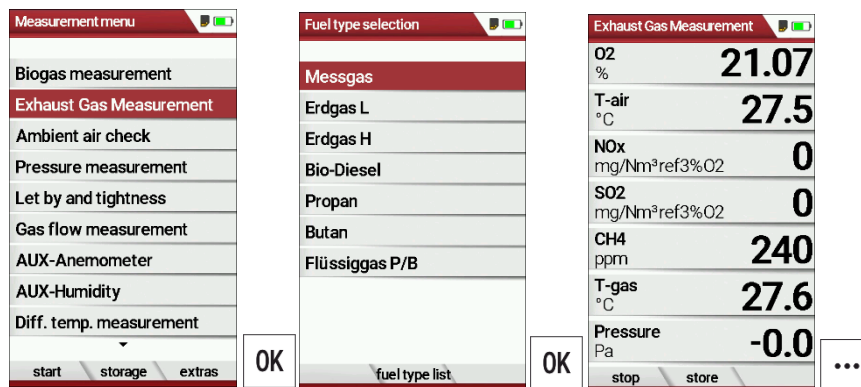 Measurement menu
Biogas measurement
Exhaust Gas Measurement
Ambient air check
Pressure measurement
Let by and tightness
Gas flow measurement
AUX-Anemometer
AUX-Humidity
Diff. temp. measurement
start storage extras
OK
Fuel type selection
Messgas
Erdgas L
Erdgas H
Bio-Diesel
Propan
Butan
Flüssiggas P/B
fuel type list
OK
Exhaust Gas Measurement
O2
% 21.07
T-air
°C 27.5
NOx
mg/Nm³ref3%O2 0
SO2
mg/Nm³ref3%O2 0
CH4
ppm 240
T-gas
°C 27.6
Pressure
Pa -0.0
stop store
...